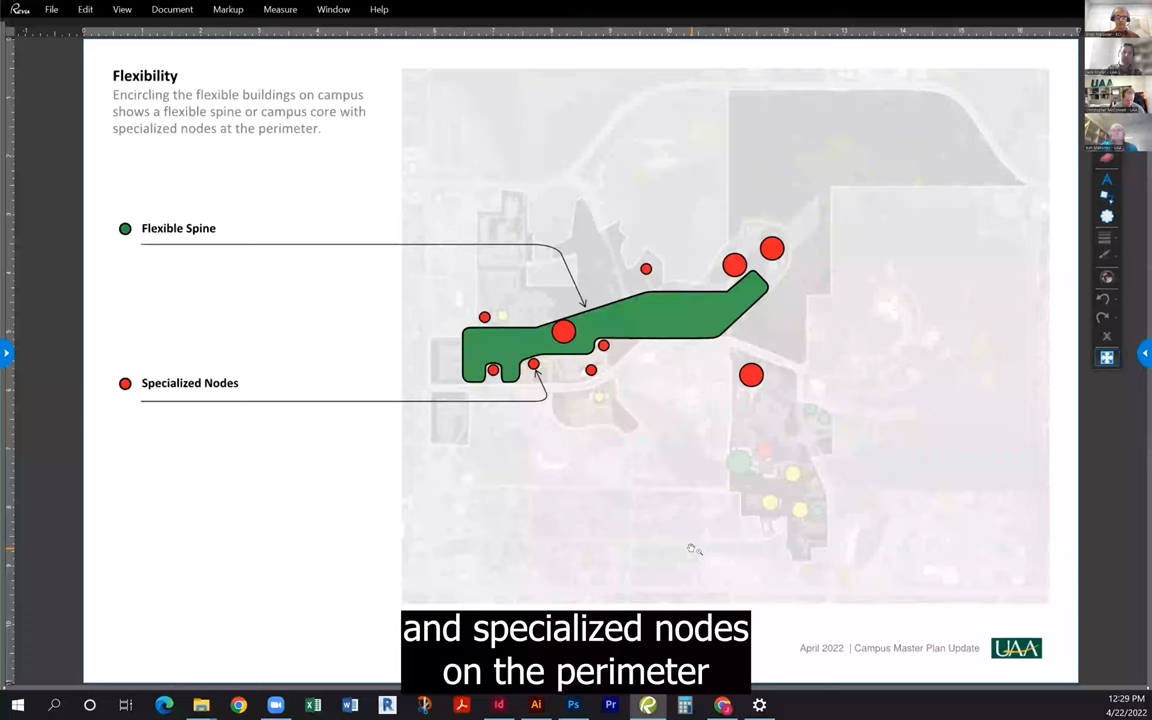 Revu File Edit View Document Markup Measure Window Help
Flexibility
Encircling the flexible buildings on campus
shows a flexible spine or campus core with
specialized nodes at the perimeter.
Flexible Spine
Specialized Nodes
UAA
and specialized nodes
on the perimeter
April 2022 | Campus Master Plan Update UAA
12:29 PM
4/22/2022